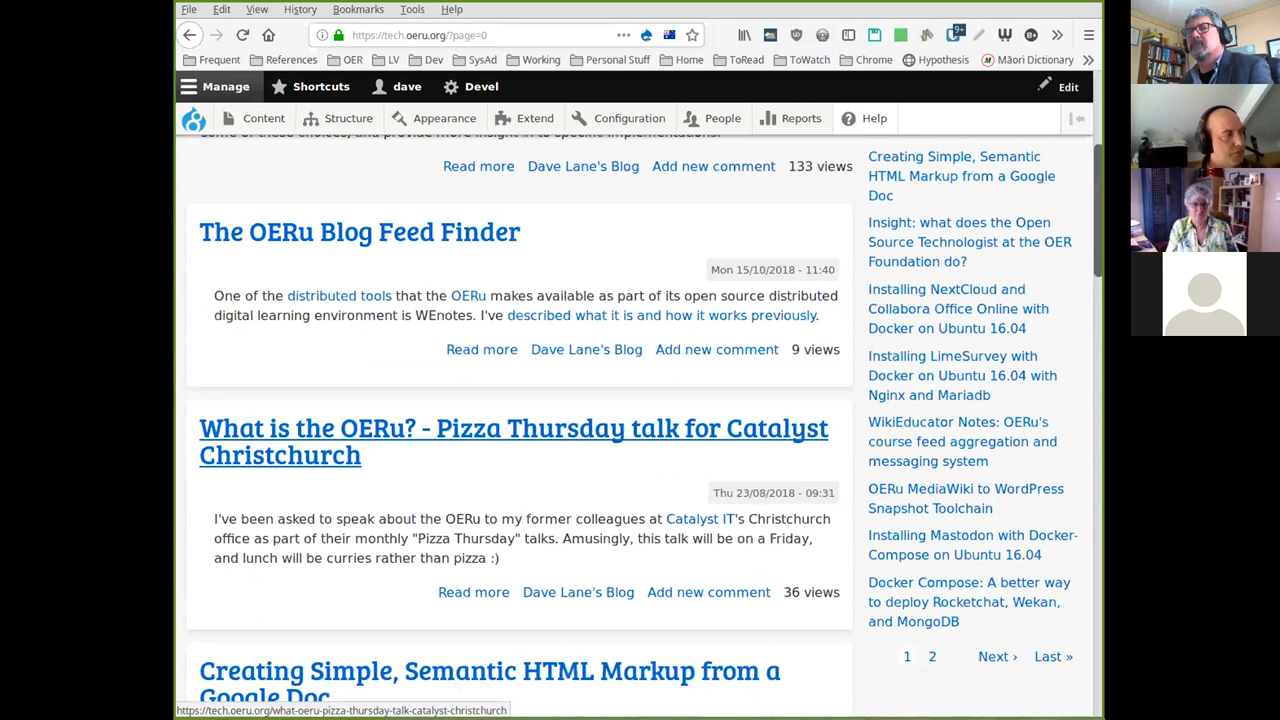 File Edit View History Bookmarks Tools Help
https://tech.oeru.org/?page=0
Frequent References OER LV Dev SysAd Working Personal Stuff Home ToRead ToWatch Chrome Hypothesis Māori Dictionary
Manage Shortcuts dave Devel Edit
Content Structure Appearance Extend Configuration People Reports Help
Read more Dave Lane's Blog Add new comment 133 views
The OERu Blog Feed Finder
Mon 15/10/2018 - 11:40
One of the distributed tools that the OERu makes available as part of its open source distributed
digital learning environment is WEnotes. I've described what it is and how it works previously.
Read more Dave Lane's Blog Add new comment 9 views
What is the OERu? - Pizza Thursday talk for Catalyst
Christchurch
Thu 23/08/2018 - 09:31
I've been asked to speak about the OERu to my former colleagues at Catalyst IT's Christchurch
office as part of their monthly "Pizza Thursday" talks. Amusingly, this talk will be on a Friday,
and lunch will be curries rather than pizza :)
Read more Dave Lane's Blog Add new comment 36 views
Creating Simple, Semantic HTML Markup from a
Google Doc
https://tech.oeru.org/what-oeru-pizza-thursday-talk-catalyst-christchurch
Creating Simple, Semantic
HTML Markup from a Google
Doc
Insight: what does the Open
Source Technologist at the OER
Foundation do?
Installing NextCloud and
Collabora Office Online with
Docker on Ubuntu 16.04
Installing LimeSurvey with
Docker on Ubuntu 16.04 with
Nginx and Mariadb
WikiEducator Notes: OERu's
course feed aggregation and
messaging system
OERu MediaWiki to WordPress
Snapshot Toolchain
Installing Mastodon with Docker-
Compose on Ubuntu 16.04
Docker Compose: A better way
to deploy Rocketchat, Wekan,
and MongoDB
1 2 Next › Last »